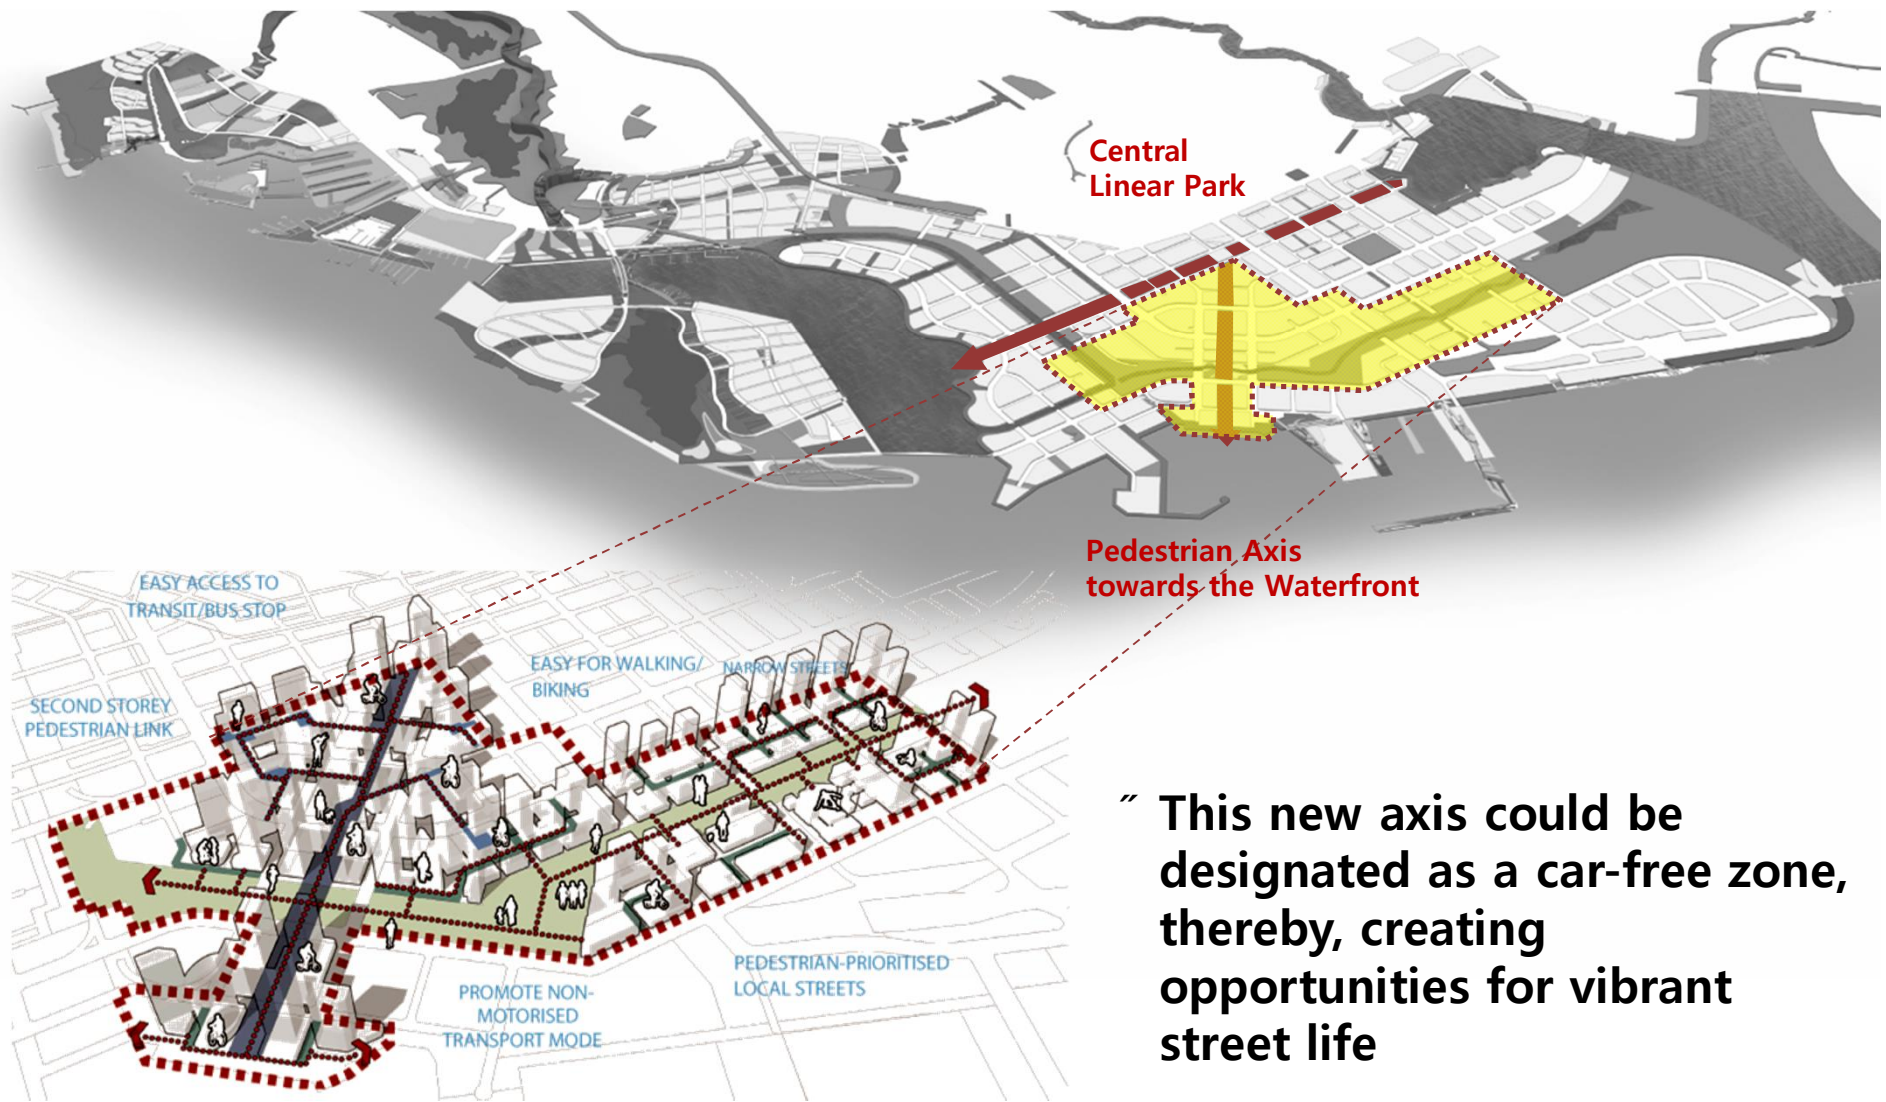 Central
Linear Park
Pedestrian Axis
towards the Waterfront
EASY ACCESS TO
TRANSIT/BUS STOP
EASY FOR WALKING/
BIKING
NARROW STREETS
SECOND STOREY
PEDESTRIAN LINK
PEDESTRIAN-PRIORITISED
LOCAL STREETS
PROMOTE NON-
MOTORISED
TRANSPORT MODE
˝ This new axis could be
designated as a car-free zone,
thereby, creating
opportunities for vibrant
street life